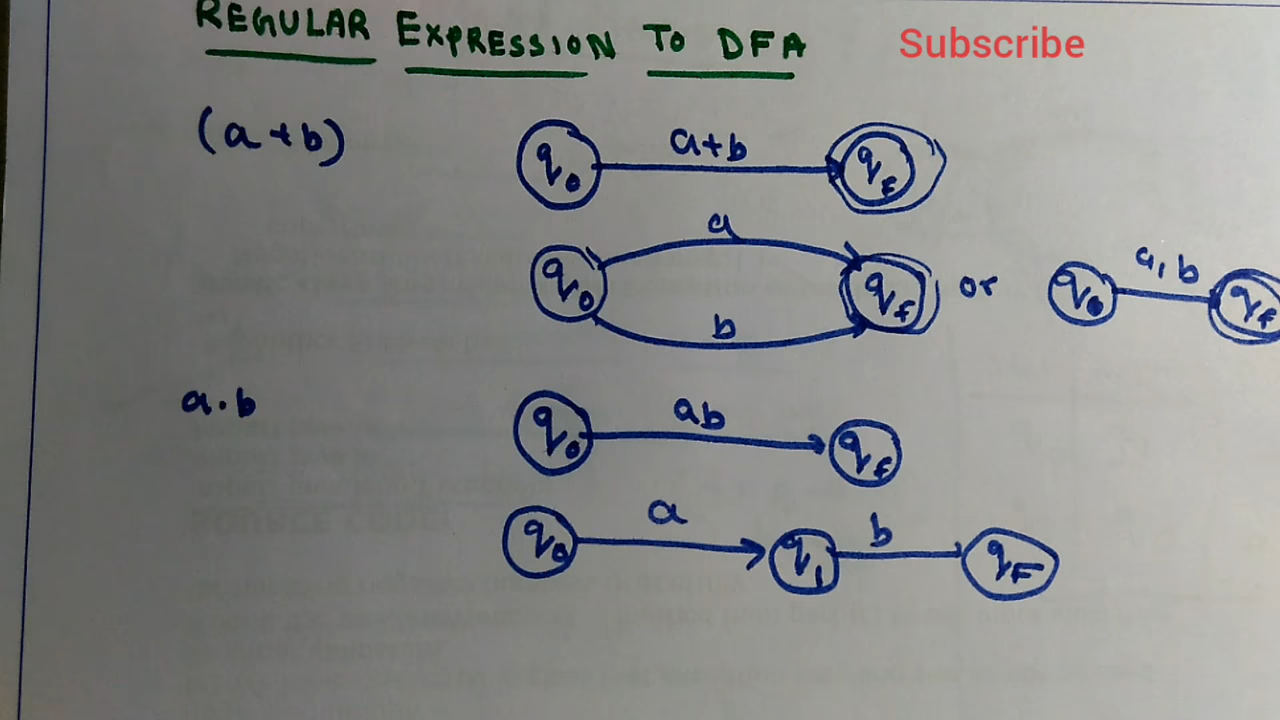 REGULAR EXPRESSION TO DFA Subscribe
(a+b) q0 a+b qf
q0 a b qf or q0 a,b qf
a.b q0 ab qf
q0 a q1 b qF